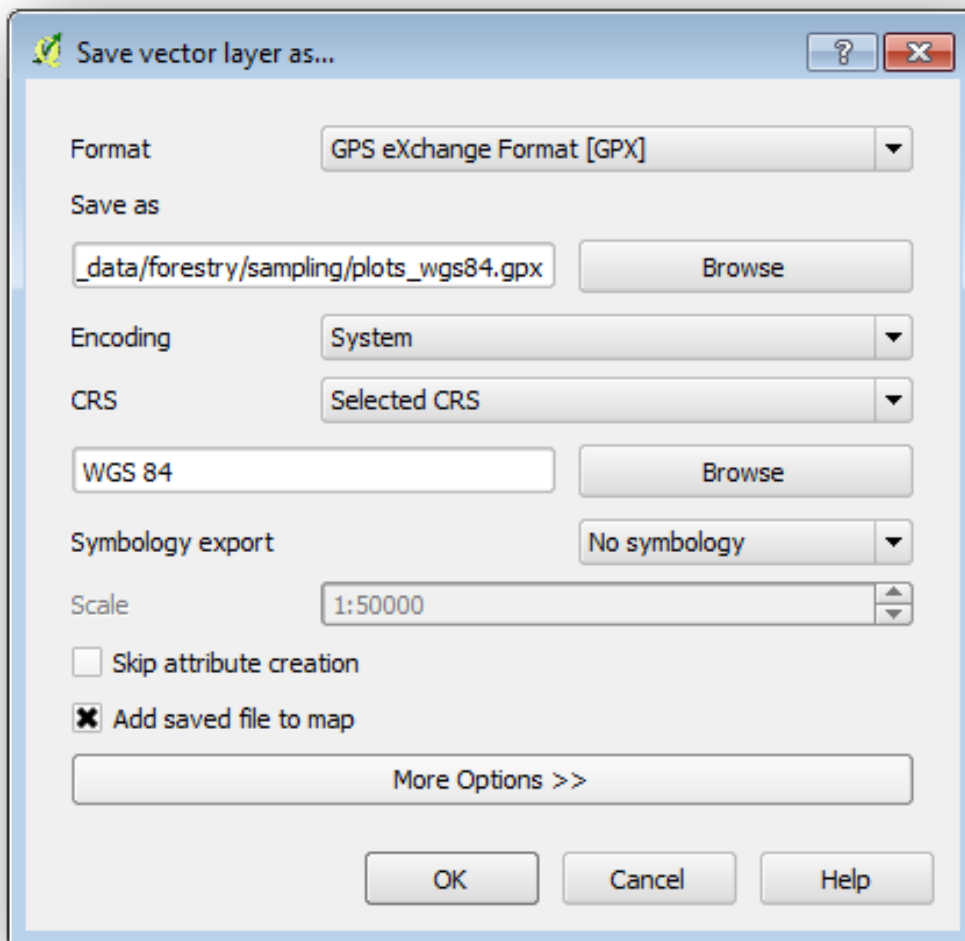 Save vector layer as...
Format GPS eXchange Format [GPX]
Save as
_data/forestry/sampling/plots_wgs84.gpx Browse
Encoding System
CRS Selected CRS
WGS 84 Browse
Symbology export No symbology
Scale 1:50000
Skip attribute creation
Add saved file to map
More Options >>
OK Cancel Help